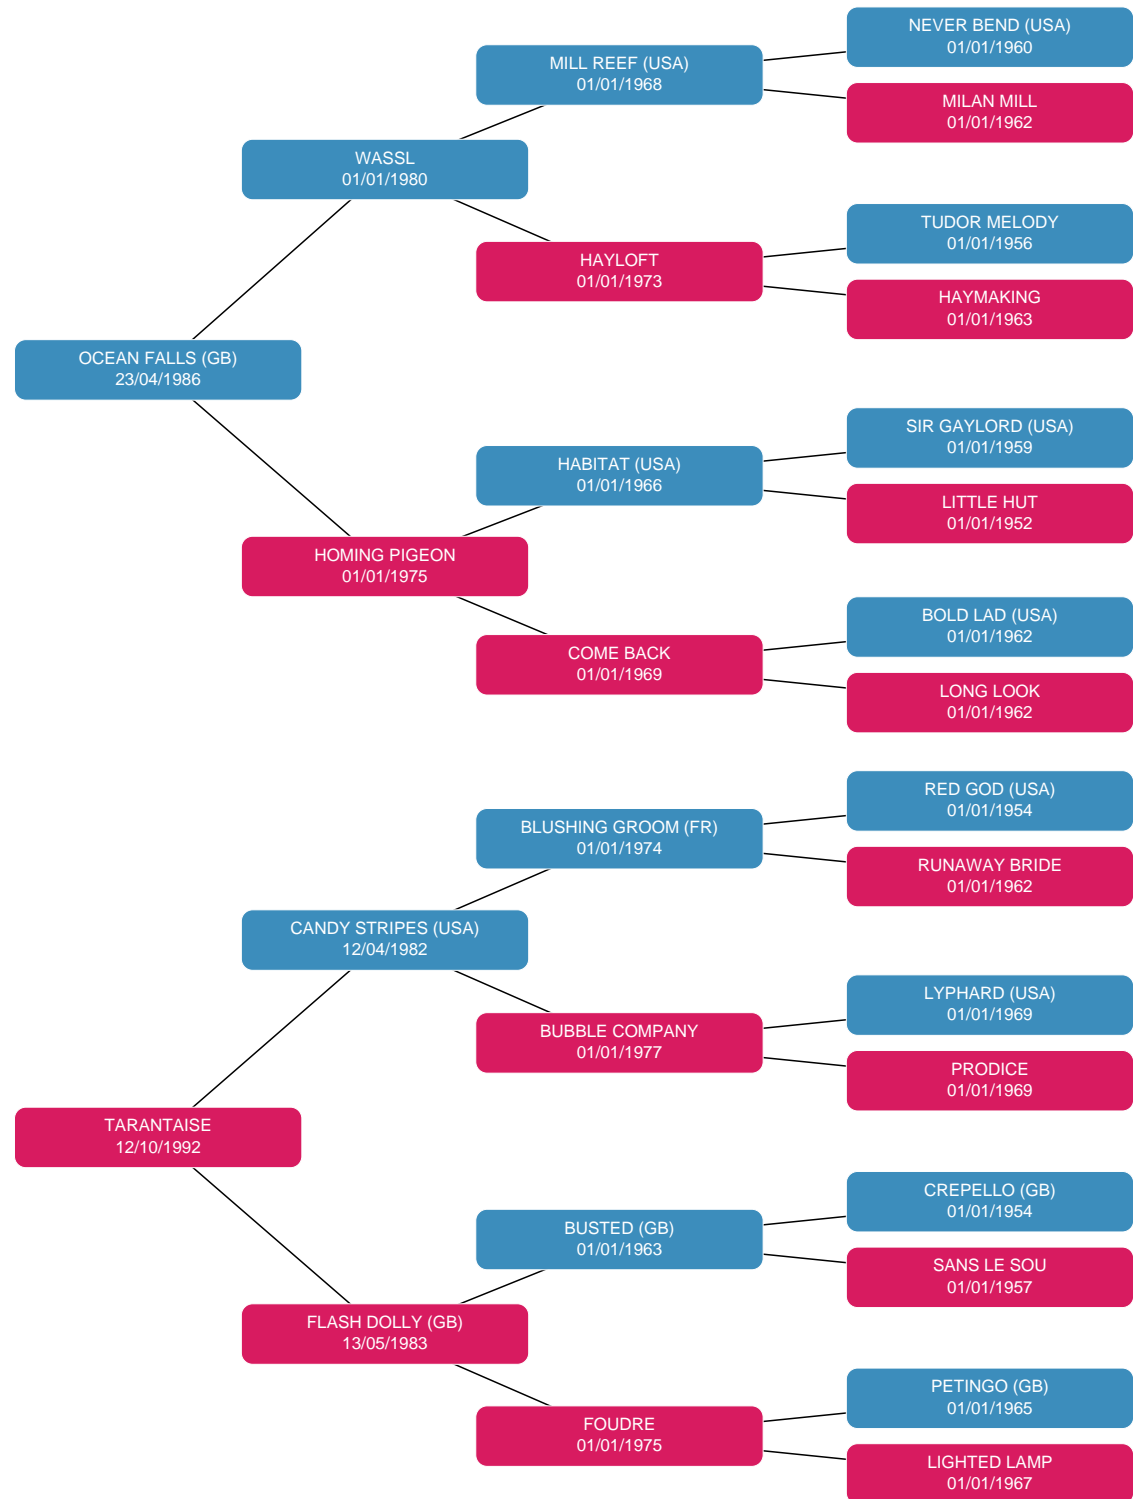 NEVER BEND (USA)
01/01/1960
MILL REEF (USA)
01/01/1968
MILAN MILL
01/01/1962
WASSL
01/01/1980
TUDOR MELODY
01/01/1956
HAYLOFT
01/01/1973
HAYMAKING
01/01/1963
OCEAN FALLS (GB)
23/04/1986
SIR GAYLORD (USA)
01/01/1959
HABITAT (USA)
01/01/1966
LITTLE HUT
01/01/1952
HOMING PIGEON
01/01/1975
BOLD LAD (USA)
01/01/1962
COME BACK
01/01/1969
LONG LOOK
01/01/1962
RED GOD (USA)
01/01/1954
BLUSHING GROOM (FR)
01/01/1974
RUNAWAY BRIDE
01/01/1962
CANDY STRIPES (USA)
12/04/1982
LYPHARD (USA)
01/01/1969
BUBBLE COMPANY
01/01/1977
PRODICE
01/01/1969
TARANTAISE
12/10/1992
CREPELLO (GB)
01/01/1954
BUSTED (GB)
01/01/1963
SANS LE SOU
01/01/1957
FLASH DOLLY (GB)
13/05/1983
PETINGO (GB)
01/01/1965
FOUDRE
01/01/1975
LIGHTED LAMP
01/01/1967